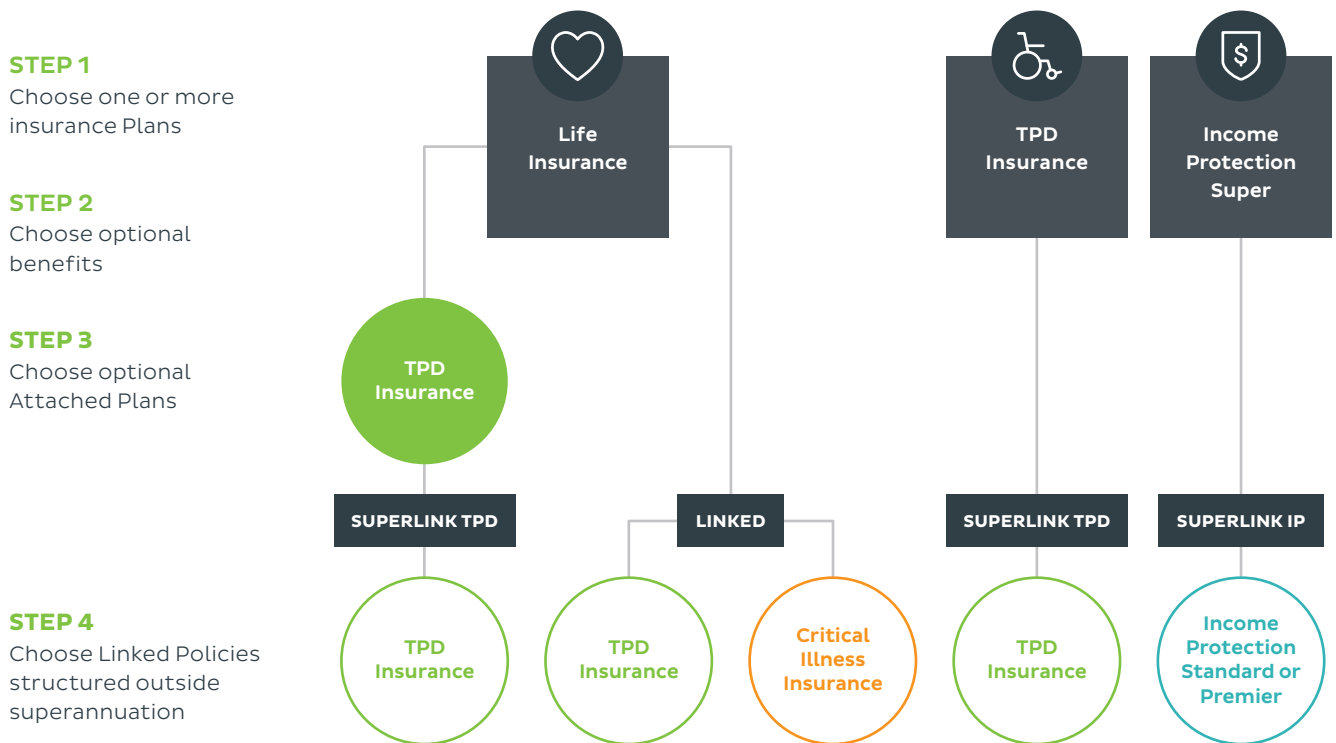 STEP 1
Choose one or more
insurance Plans
STEP 2
Choose optional
benefits
STEP 3
Choose optional
Attached Plans
STEP 4
Choose Linked Policies
structured outside
superannuation
Life
Insurance
TPD
Insurance
$
Income
Protection
Super
TPD
Insurance
SUPERLINK TPD
LINKED
SUPERLINK TPD
SUPERLINK IP
TPD
Insurance
TPD
Insurance
Critical
Illness
Insurance
TPD
Insurance
Income
Protection
Standard or
Premier